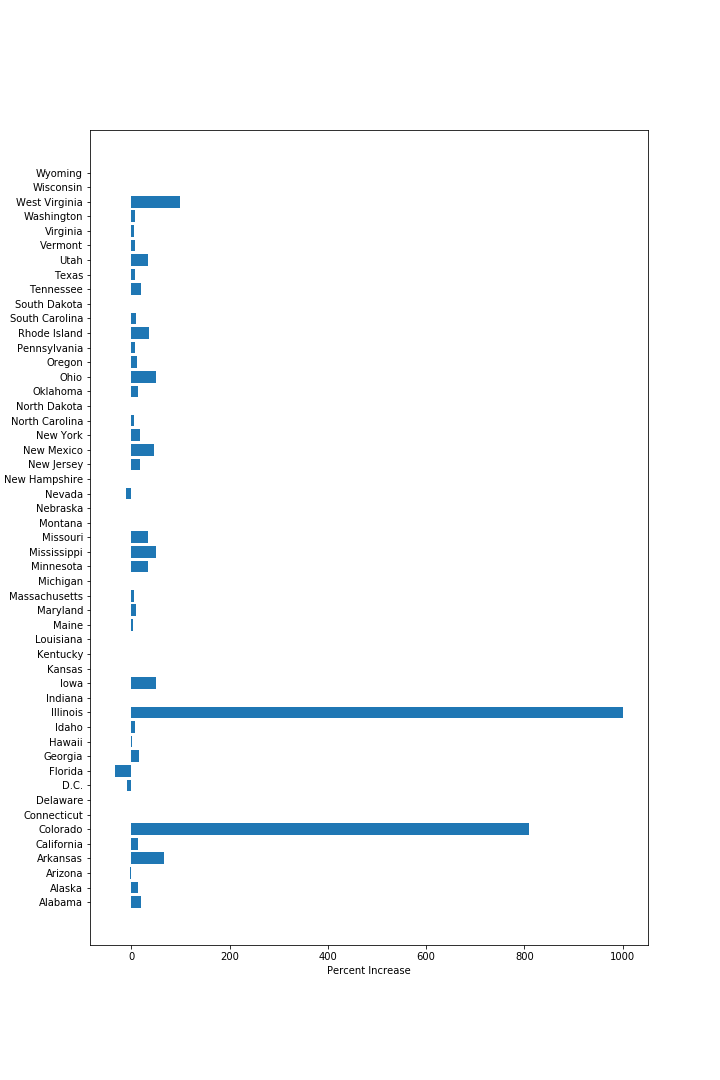 Wyoming
Wisconsin
West Virginia
Washington
Virginia
Vermont
Utah
Texas
Tennessee
South Dakota
South Carolina
Rhode Island
Pennsylvania
Oregon
Ohio
Oklahoma
North Dakota
North Carolina
New York
New Mexico
New Jersey
New Hampshire
Nevada
Nebraska
Montana
Missouri
Mississippi
Minnesota
Michigan
Massachusetts
Maryland
Maine
Louisiana
Kentucky
Kansas
Iowa
Indiana
Illinois
Idaho
Hawaii
Georgia
Florida
D.C.
Delaware
Connecticut
Colorado
California
Arkansas
Arizona
Alaska
Alabama
0 200 400 600 800 1000
Percent Increase